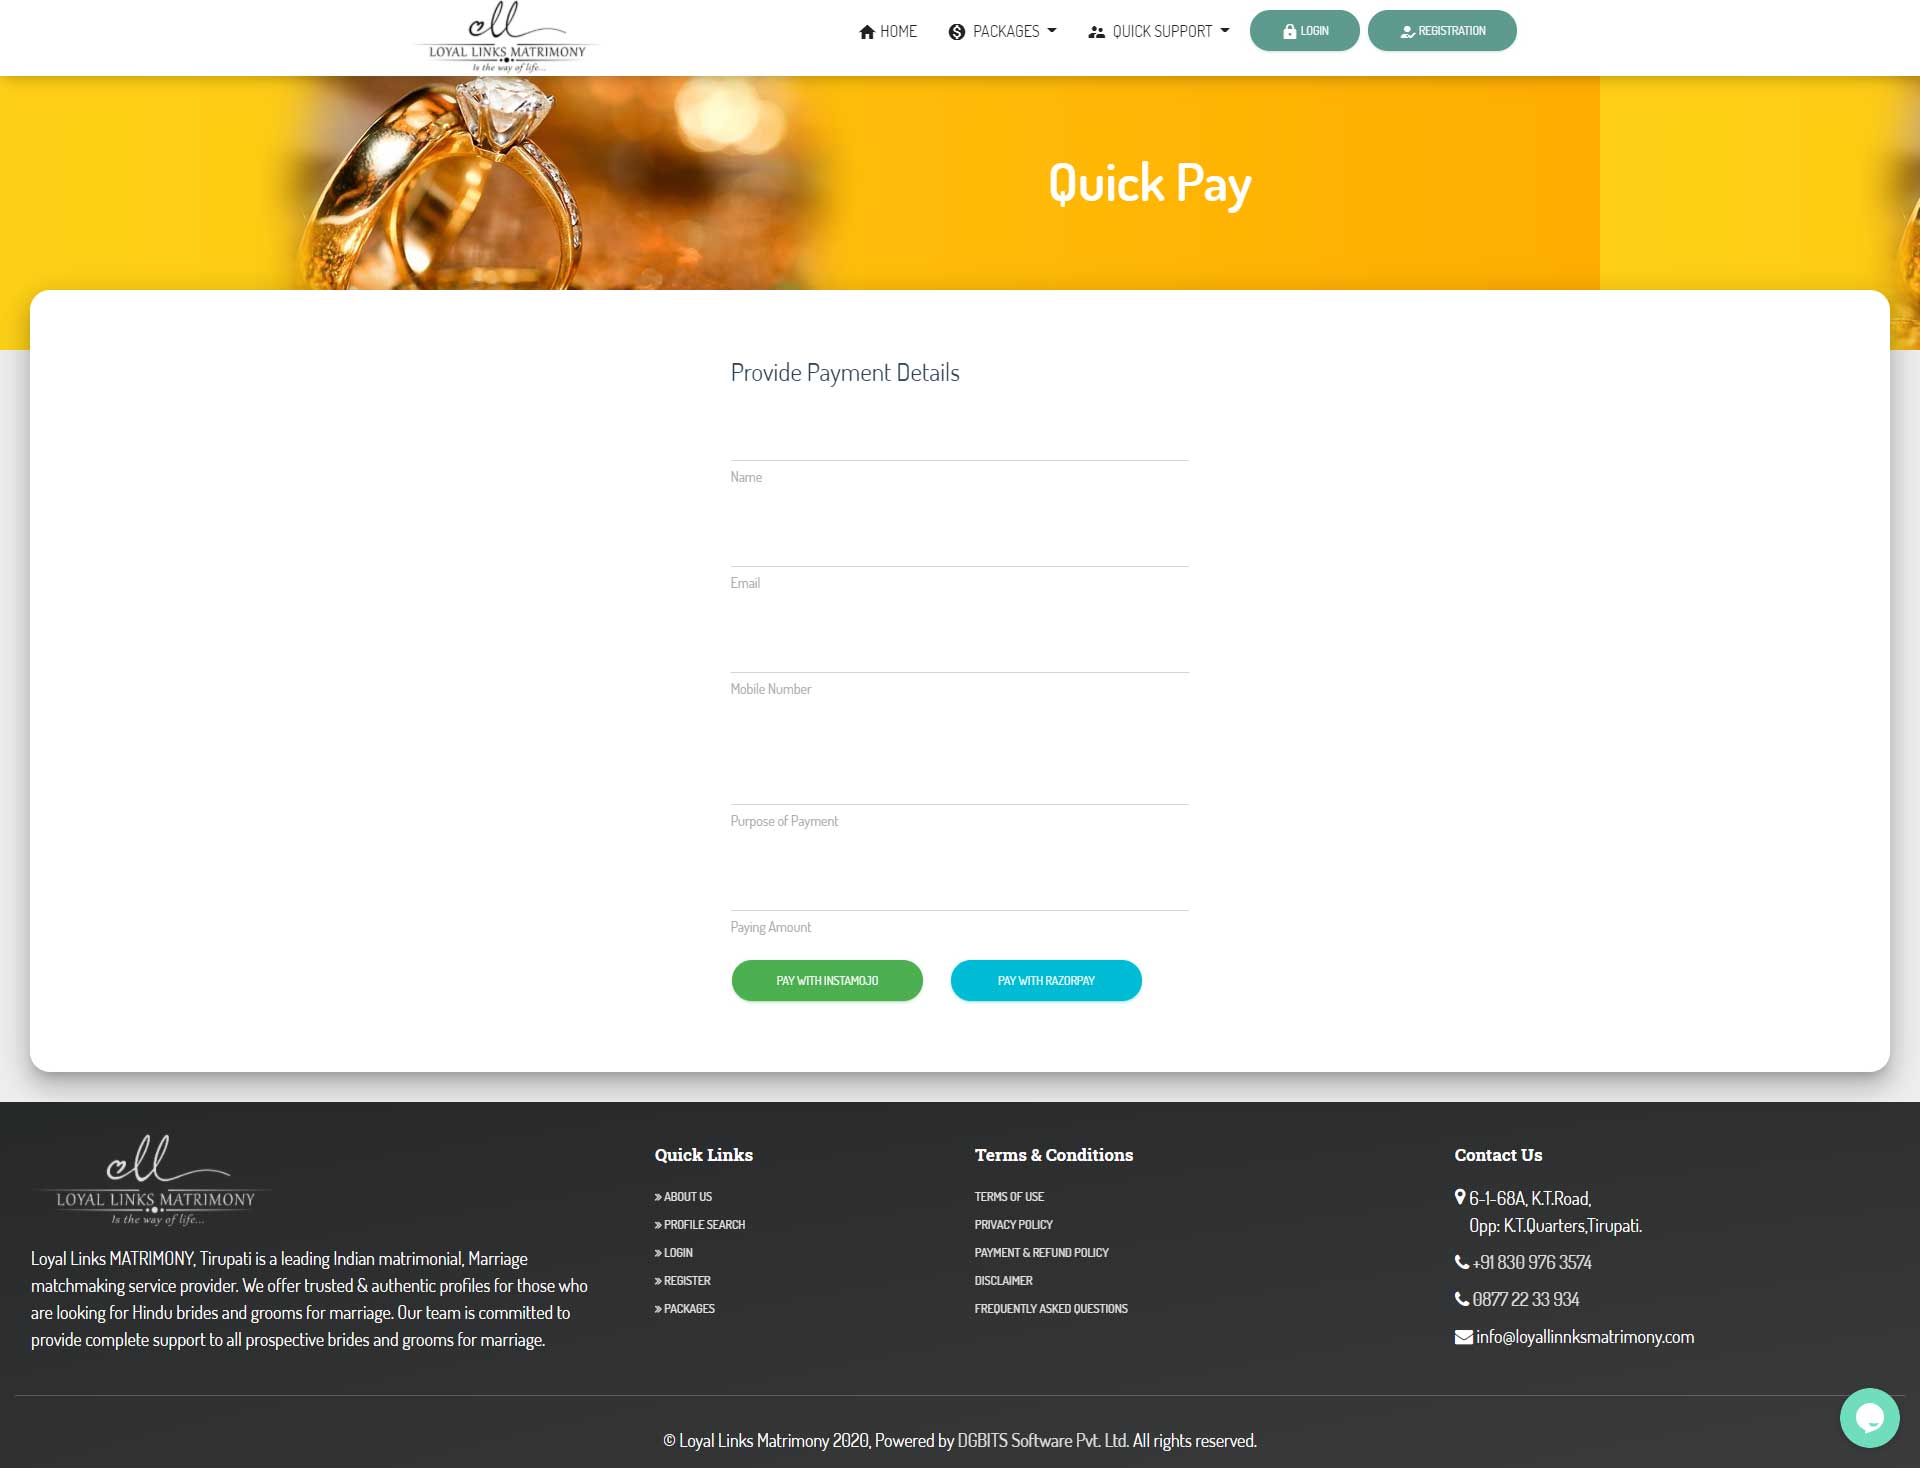 LOYAL LINKS MATRIMONY
Is the way of life...
HOME
PACKAGES
QUICK SUPPORT
LOGIN
REGISTRATION
Quick Pay
Provide Payment Details
Name
Email
Mobile Number
Purpose of Payment
Paying Amount
PAY WITH INSTAMOJO
PAY WITH RAZORPAY
LOYAL LINKS MATRIMONY
Is the way of life...
Loyal Links MATRIMONY, Tirupati is a leading Indian matrimonial, Marriage
matchmaking service provider. We offer trusted & authentic profiles for those who
are looking for Hindu brides and grooms for marriage. Our team is committed to
provide complete support to all prospective brides and grooms for marriage.
Quick Links
» ABOUT US
» PROFILE SEARCH
» LOGIN
» REGISTER
» PACKAGES
Terms & Conditions
TERMS OF USE
PRIVACY POLICY
PAYMENT & REFUND POLICY
DISCLAIMER
FREQUENTLY ASKED QUESTIONS
Contact Us
6-1-68A, K.T.Road,
Opp: K.T.Quarters,Tirupati.
+91 830 976 3574
0877 22 33 934
info@loyallinnksmatrimony.com
© Loyal Links Matrimony 2020, Powered by DGBITS Software Pvt. Ltd. All rights reserved.